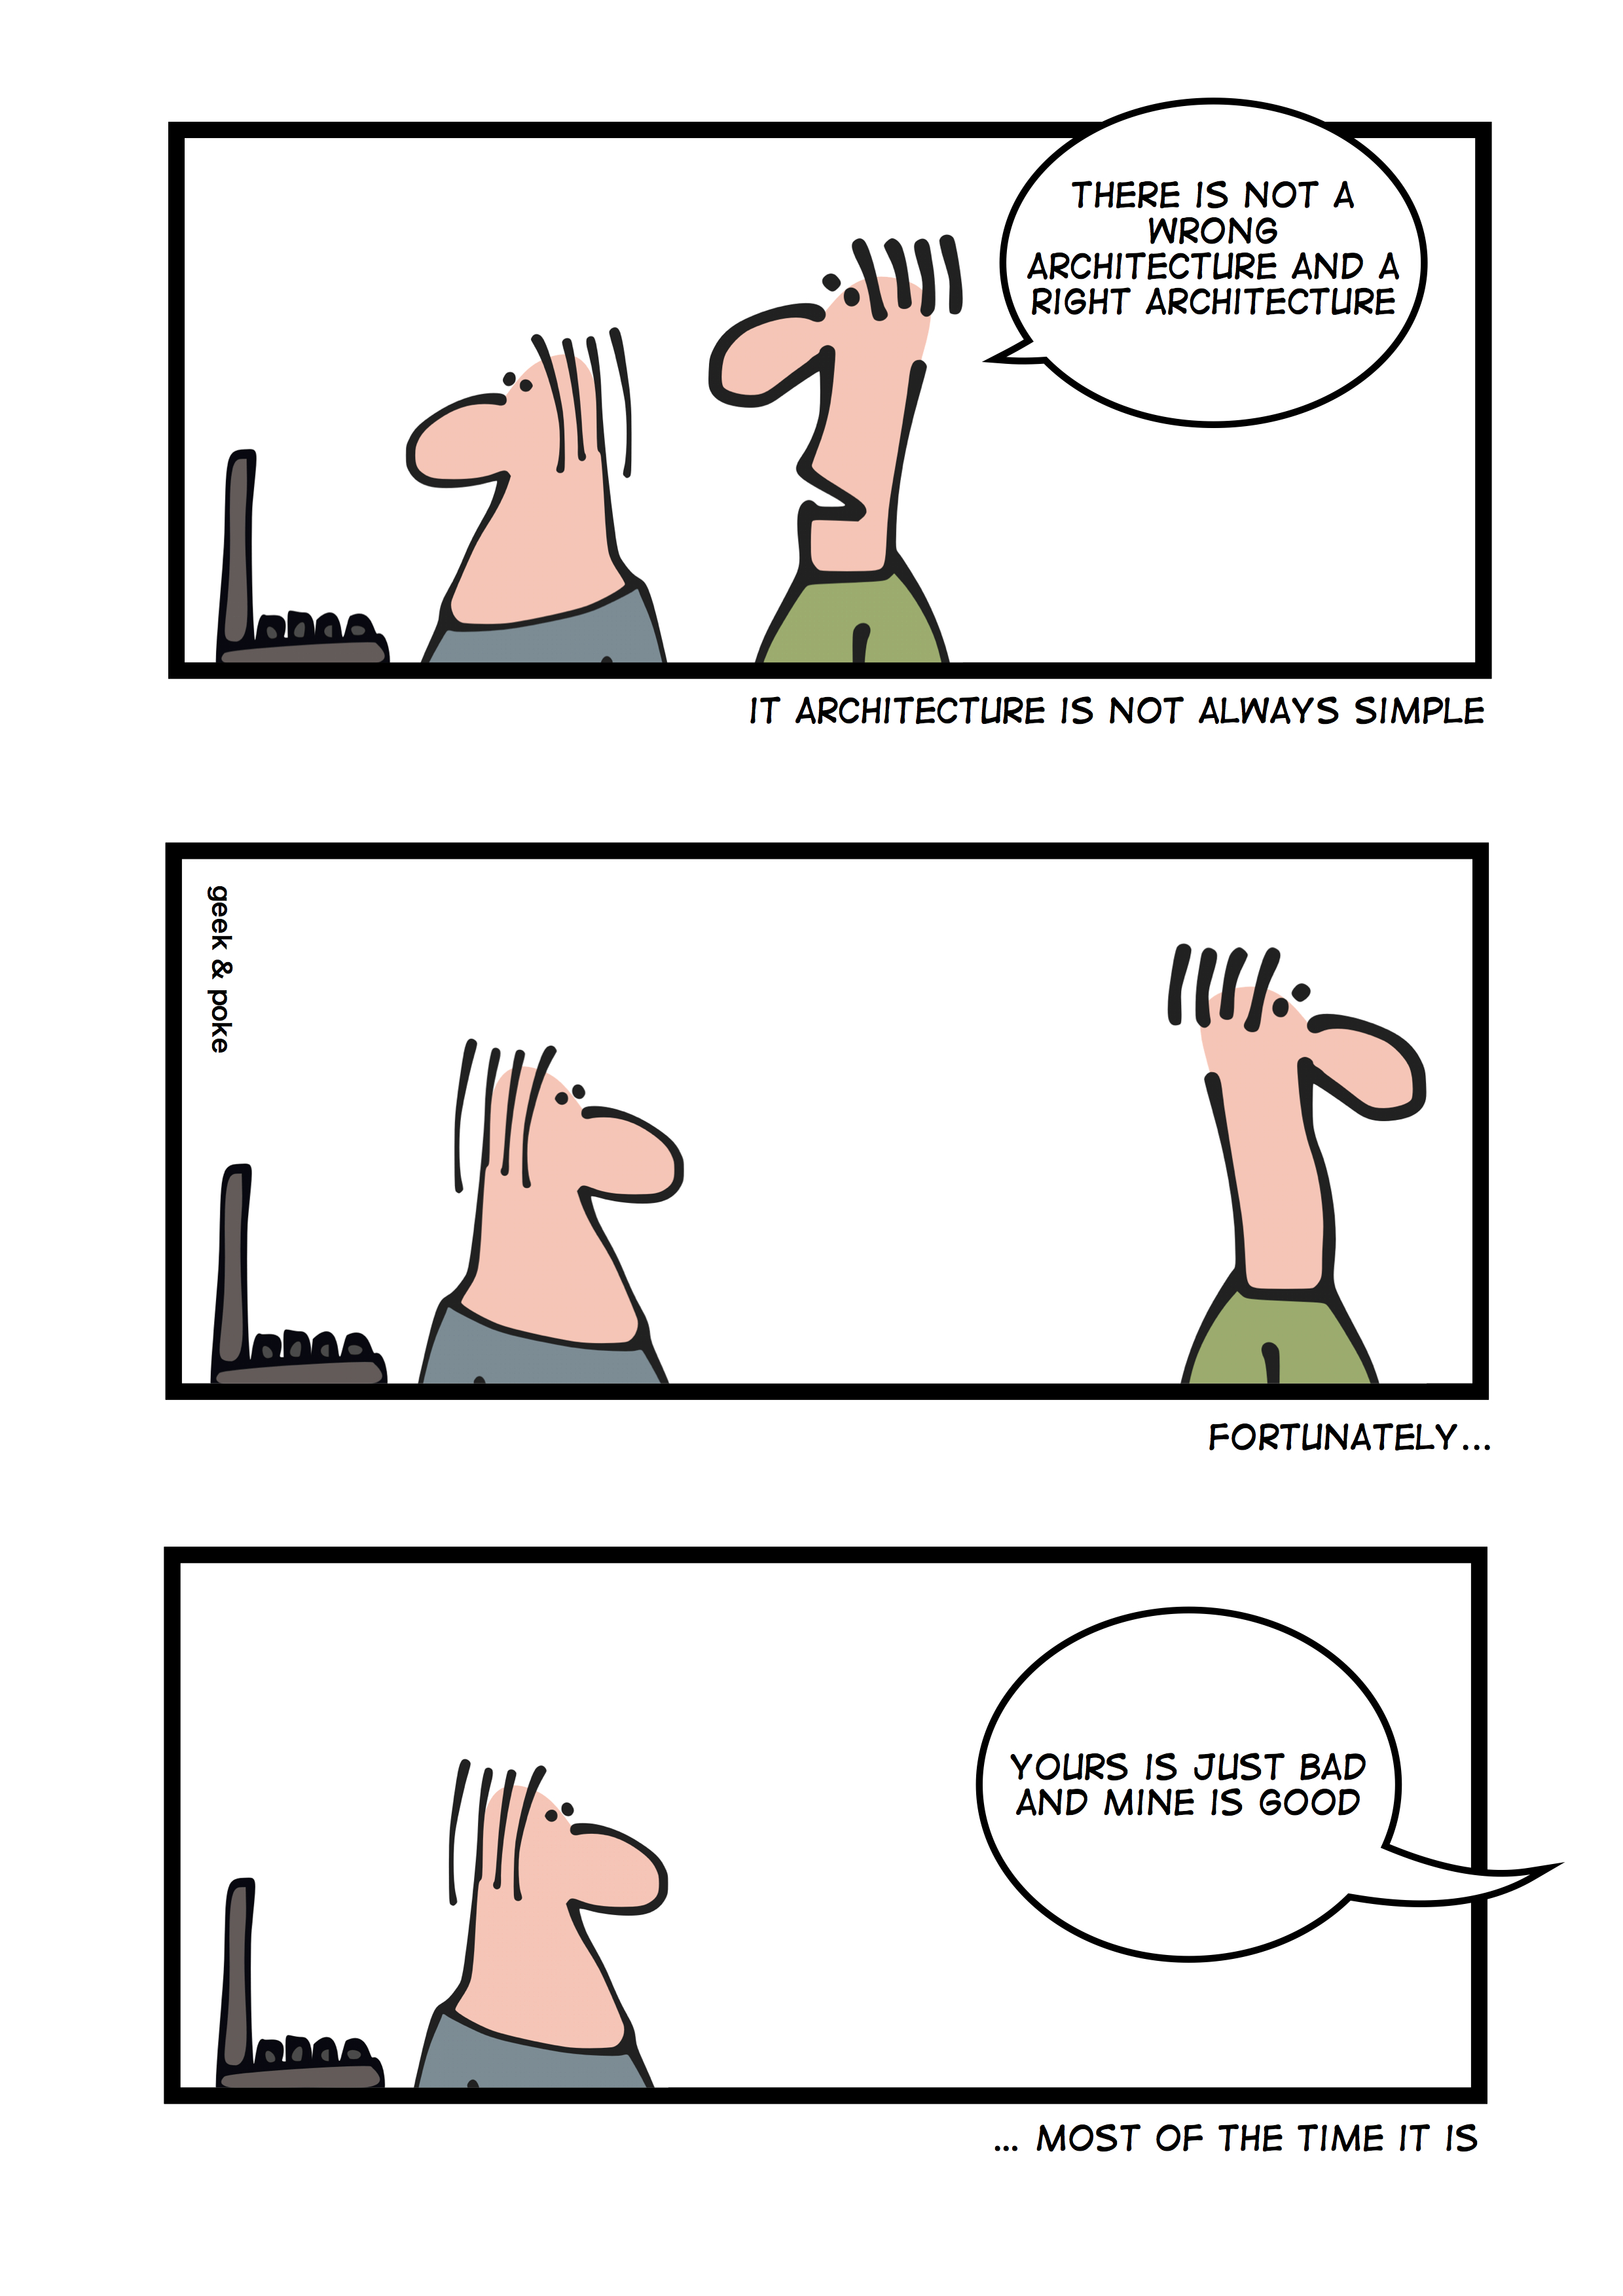 THERE IS NOT A
WRONG
ARCHITECTURE AND A
RIGHT ARCHITECTURE
IT ARCHITECTURE IS NOT ALWAYS SIMPLE
geek & poke
FORTUNATELY...
YOURS IS JUST BAD
AND MINE IS GOOD
... MOST OF THE TIME IT IS